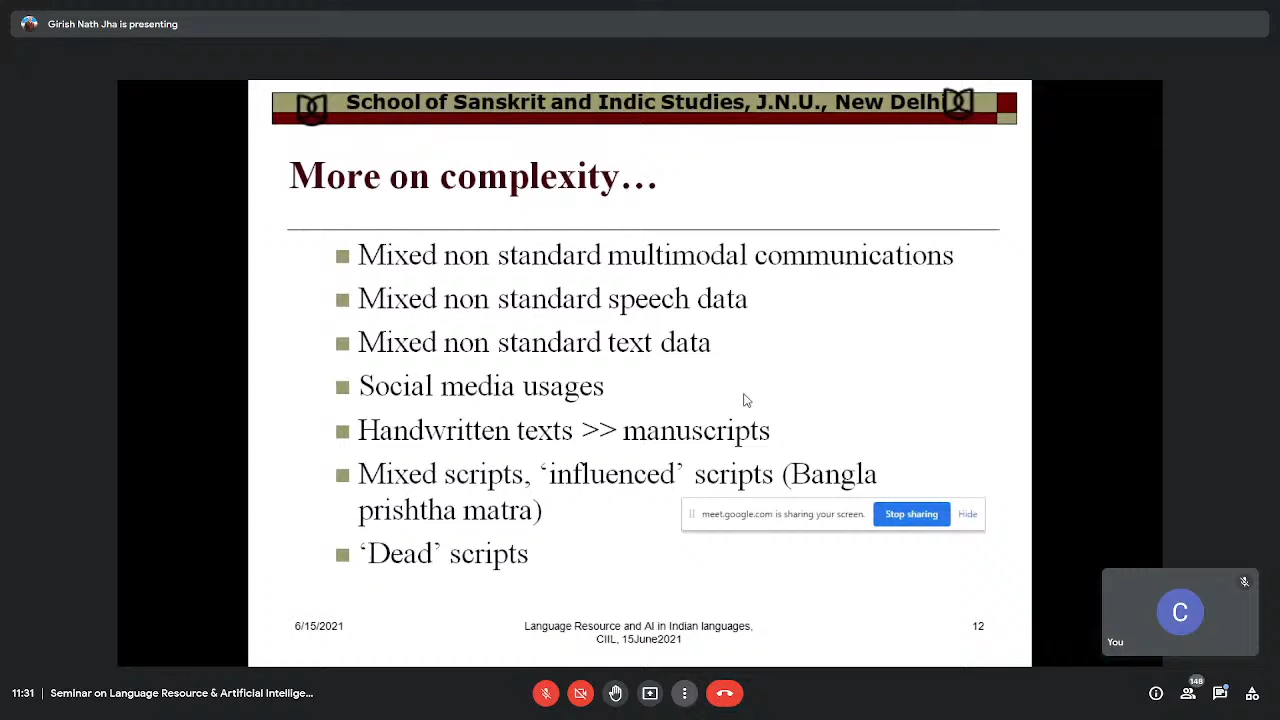 Girish Nath Jha is presenting
School of Sanskrit and Indic Studies, J.N.U., New Delhi
More on complexity…
Mixed non standard multimodal communications
Mixed non standard speech data
Mixed non standard text data
Social media usages
Handwritten texts >> manuscripts
Mixed scripts, ‘influenced’ scripts (Bangla
prishtha matra)
meet.google.com is sharing your screen.
Stop sharing
Hide
‘Dead’ scripts
6/15/2021
Language Resource and AI in Indian languages,
CIIL, 15June2021
12
C
You
11:31 | Seminar on Language Resource & Artificial Intellige...
148